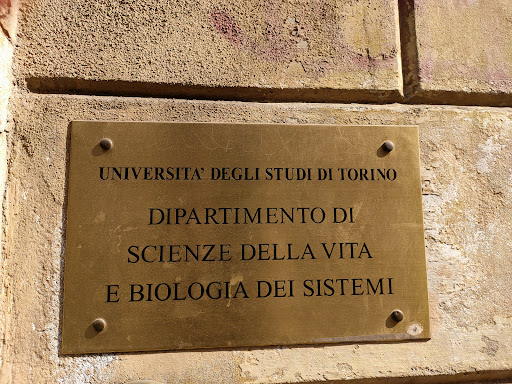 UNIVERSITA' DEGLI STUDI DI TORINO
DIPARTIMENTO DI
SCIENZE DELLA VITA
E BIOLOGIA DEI SISTEMI